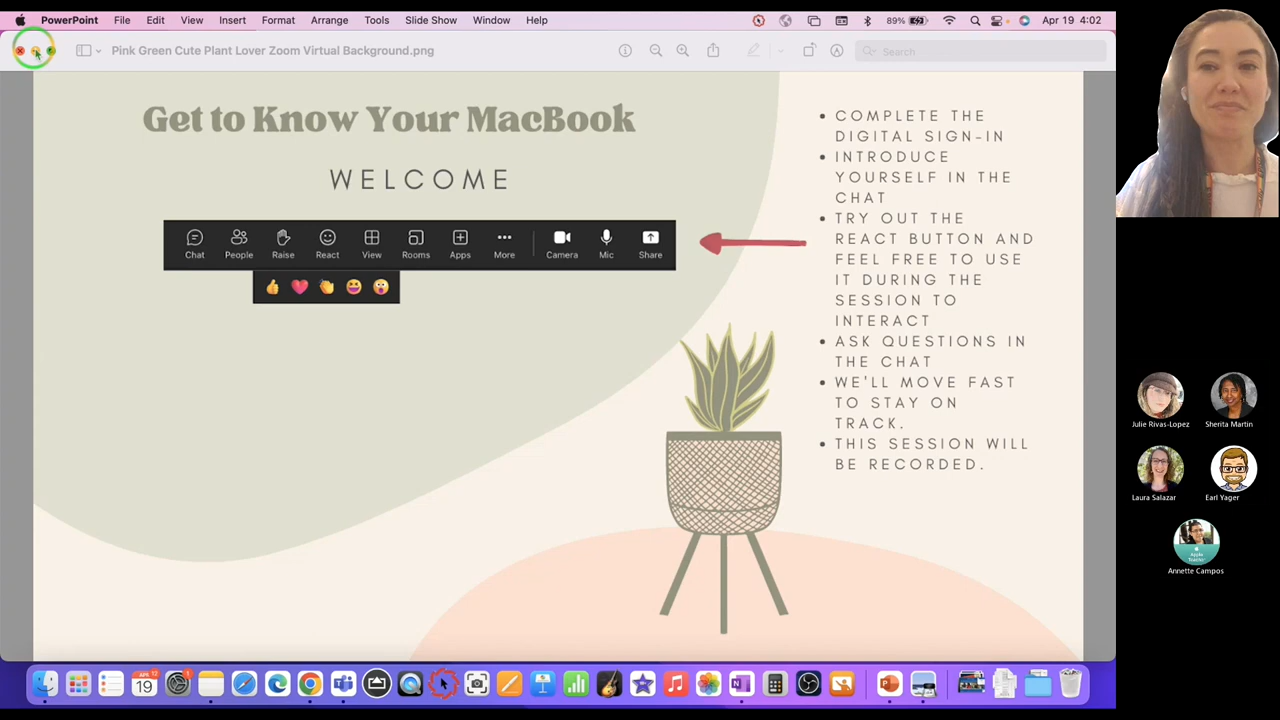 PowerPoint File Edit View Insert Format Arrange Tools Slide Show Window Help 89% Apr 19 4:02
Pink Green Cute Plant Lover Zoom Virtual Background.png Search
Get to Know Your MacBook
WELCOME
Chat People Raise React View Rooms Apps More Camera Mic Share
• COMPLETE THE
DIGITAL SIGN-IN
• INTRODUCE
YOURSELF IN THE
CHAT
• TRY OUT THE
REACT BUTTON AND
FEEL FREE TO USE
IT DURING THE
SESSION TO
INTERACT
• ASK QUESTIONS IN
THE CHAT
• WE'LL MOVE FAST
TO STAY ON
TRACK.
• THIS SESSION WILL
BE RECORDED.
Julie Rivas-Lopez Sherita Martin
Laura Salazar Earl Yager
Apple
Teacher
Annette Campos
APR
19